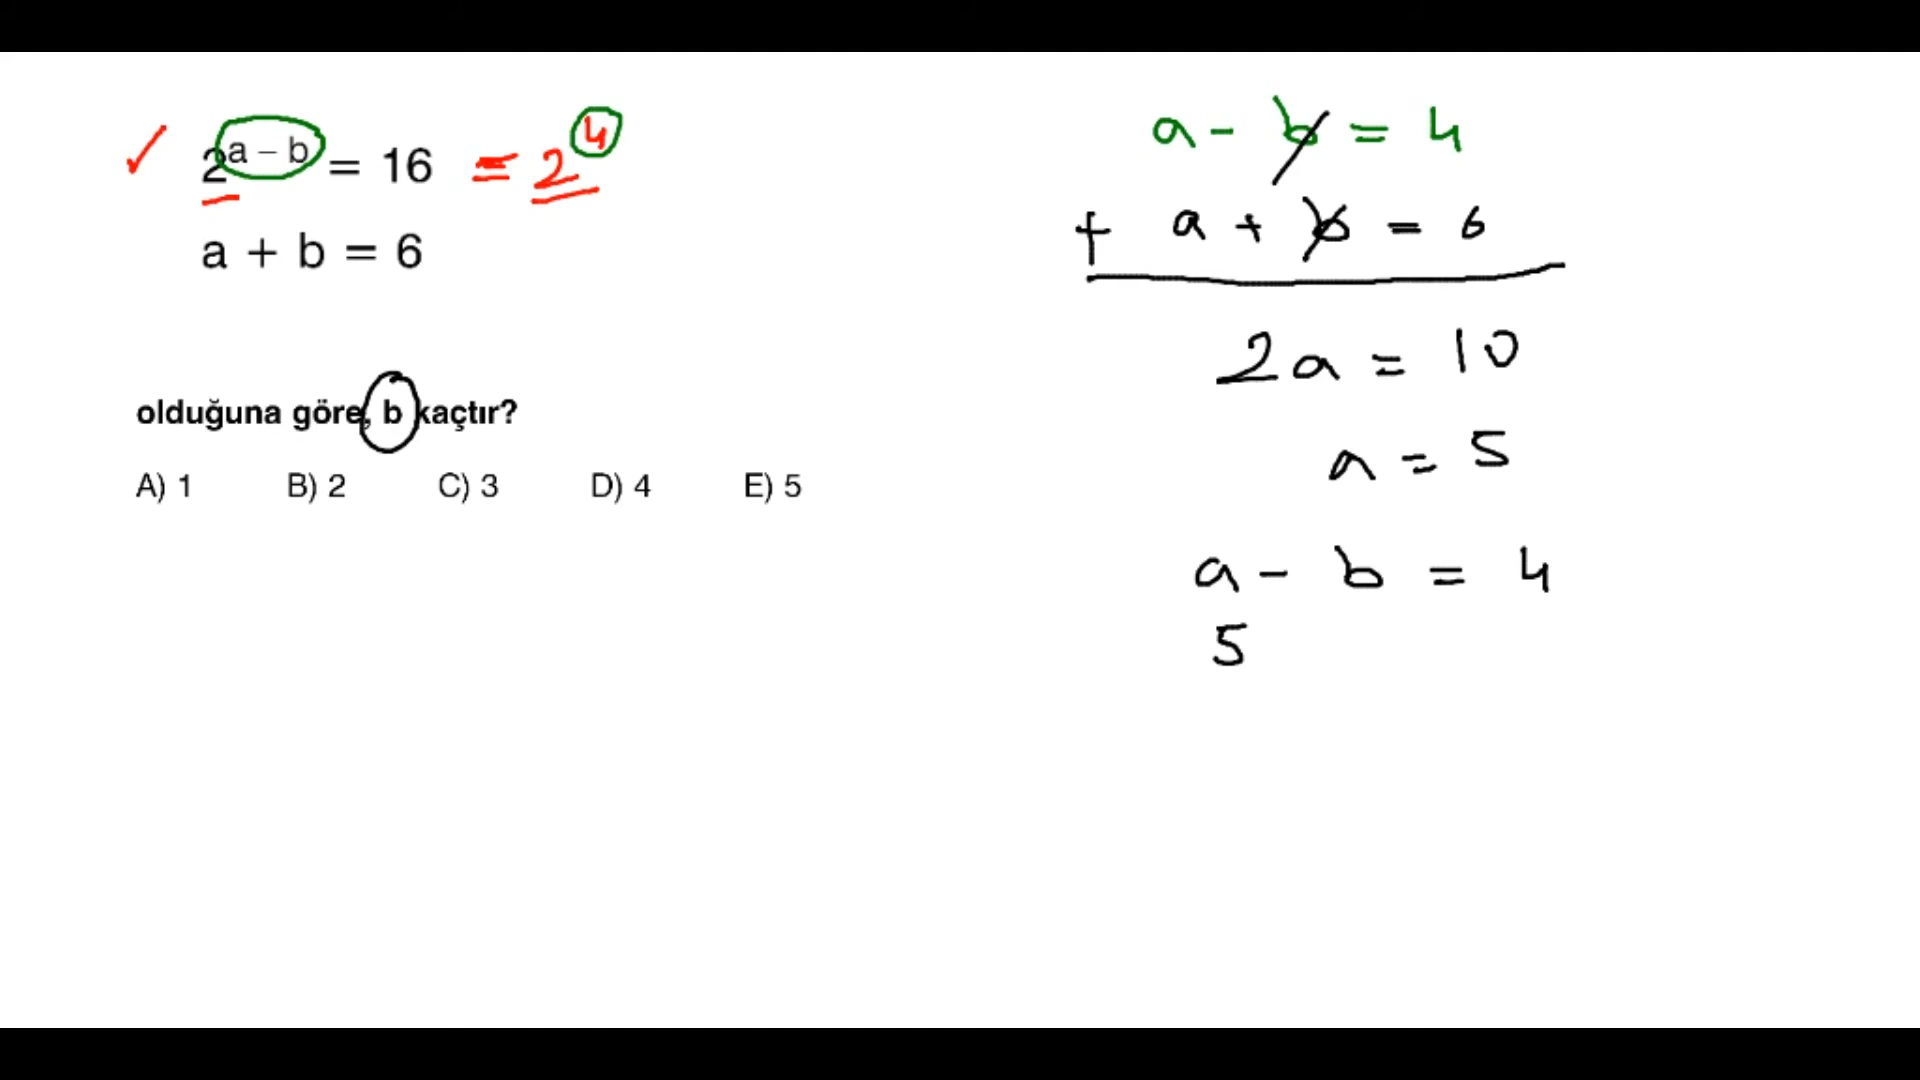 2^(a – b) = 16 = 2^4
a + b = 6
olduğuna göre, b kaçtır?
A) 1 B) 2 C) 3 D) 4 E) 5
a - b = 4
+ a + b = 6
2a = 10
a = 5
a - b = 4
5